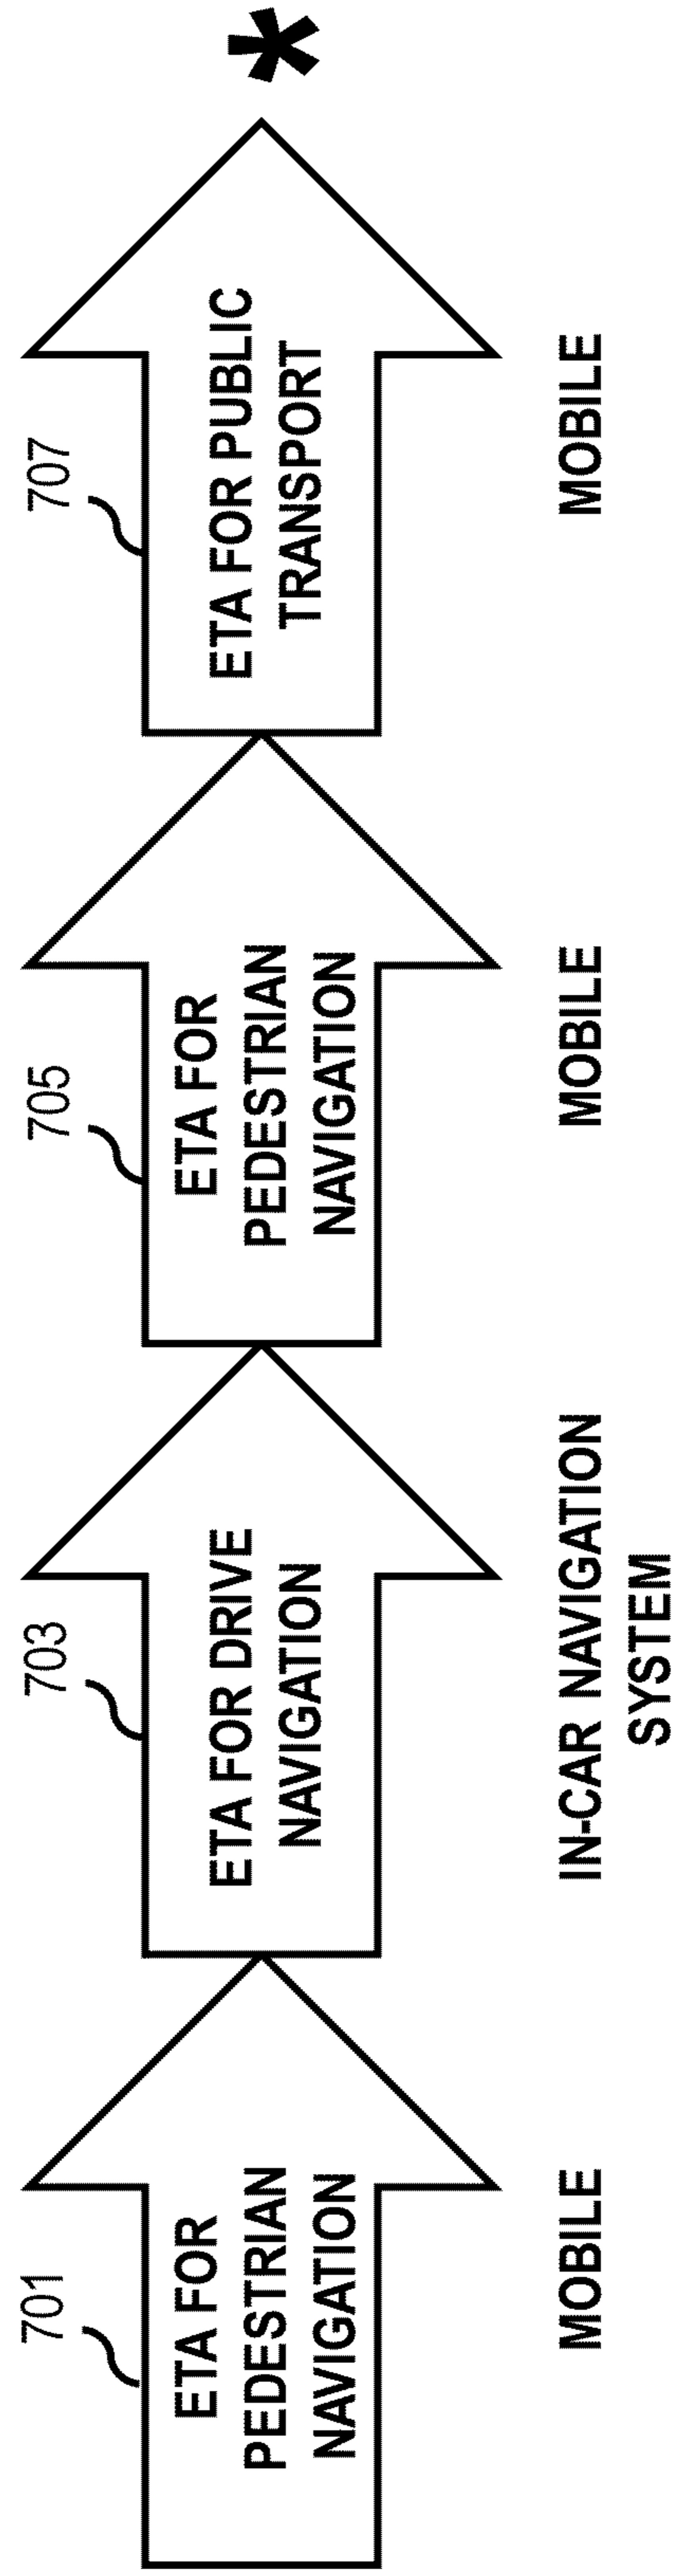 701
ETA FOR
PEDESTRIAN
NAVIGATION
MOBILE
703
ETA FOR DRIVE
NAVIGATION
IN-CAR NAVIGATION
SYSTEM
705
ETA FOR
PEDESTRIAN
NAVIGATION
MOBILE
707
ETA FOR PUBLIC
TRANSPORT
MOBILE
*